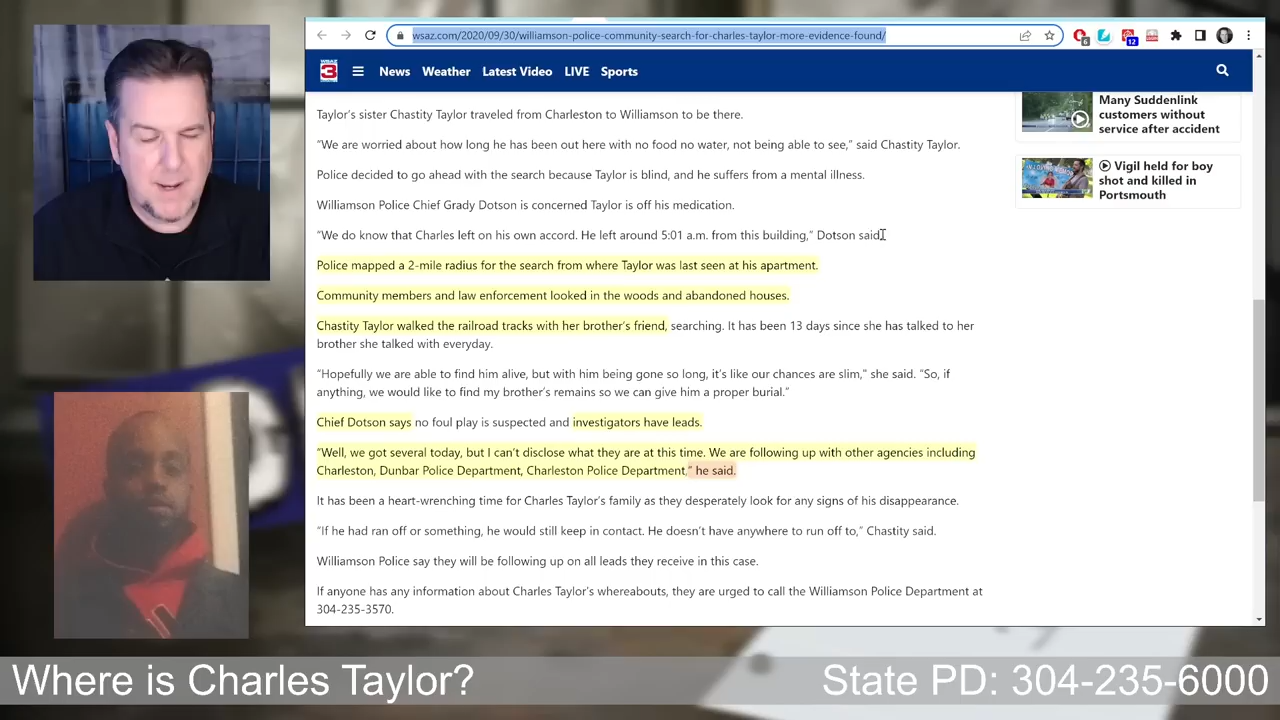 wsaz.com/2020/09/30/williamson-police-community-search-for-charles-taylor-more-evidence-found/
6
12
3
News Weather Latest Video LIVE Sports
Taylor's sister Chastity Taylor traveled from Charleston to Williamson to be there.
“We are worried about how long he has been out here with no food no water, not being able to see,” said Chastity Taylor.
Police decided to go ahead with the search because Taylor is blind, and he suffers from a mental illness.
Williamson Police Chief Grady Dotson is concerned Taylor is off his medication.
“We do know that Charles left on his own accord. He left around 5:01 a.m. from this building,” Dotson said.
Police mapped a 2-mile radius for the search from where Taylor was last seen at his apartment.
Community members and law enforcement looked in the woods and abandoned houses.
Chastity Taylor walked the railroad tracks with her brother’s friend, searching. It has been 13 days since she has talked to her
brother she talked with everyday.
“Hopefully we are able to find him alive, but with him being gone so long, it’s like our chances are slim," she said. “So, if
anything, we would like to find my brother’s remains so we can give him a proper burial.”
Chief Dotson says no foul play is suspected and investigators have leads.
“Well, we got several today, but I can’t disclose what they are at this time. We are following up with other agencies including
Charleston, Dunbar Police Department, Charleston Police Department,” he said.
It has been a heart-wrenching time for Charles Taylor’s family as they desperately look for any signs of his disappearance.
“If he had ran off or something, he would still keep in contact. He doesn’t have anywhere to run off to,” Chastity said.
Williamson Police say they will be following up on all leads they receive in this case.
If anyone has any information about Charles Taylor’s whereabouts, they are urged to call the Williamson Police Department at
304-235-3570.
Many Suddenlink
customers without
service after accident
Vigil held for boy
shot and killed in
Portsmouth
Where is Charles Taylor?
State PD: 304-235-6000